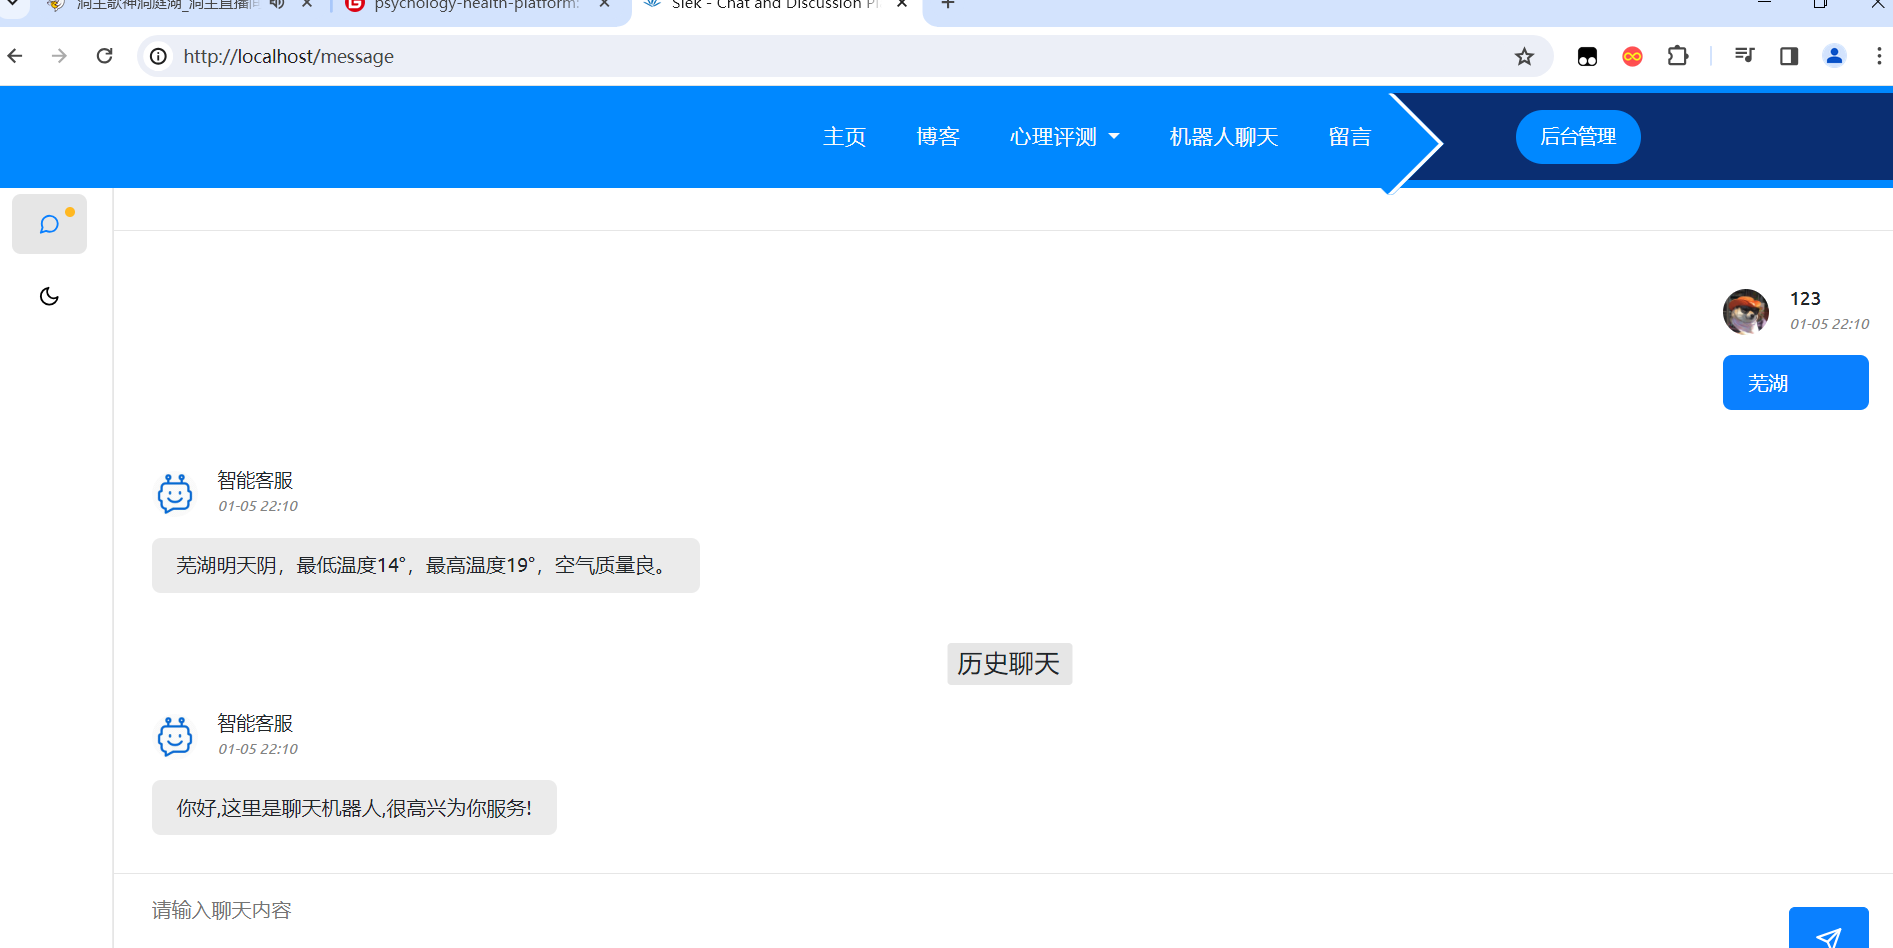 洞主歌神洞庭湖_洞主直播间
psychology-health-platform:
Slek - Chat and Discussion Pl
http://localhost/message
主页
博客
心理评测
机器人聊天
留言
后台管理
123
01-05 22:10
芜湖
智能客服
01-05 22:10
芜湖明天阴，最低温度14°，最高温度19°，空气质量良。
历史聊天
智能客服
01-05 22:10
你好,这里是聊天机器人,很高兴为你服务!
请输入聊天内容